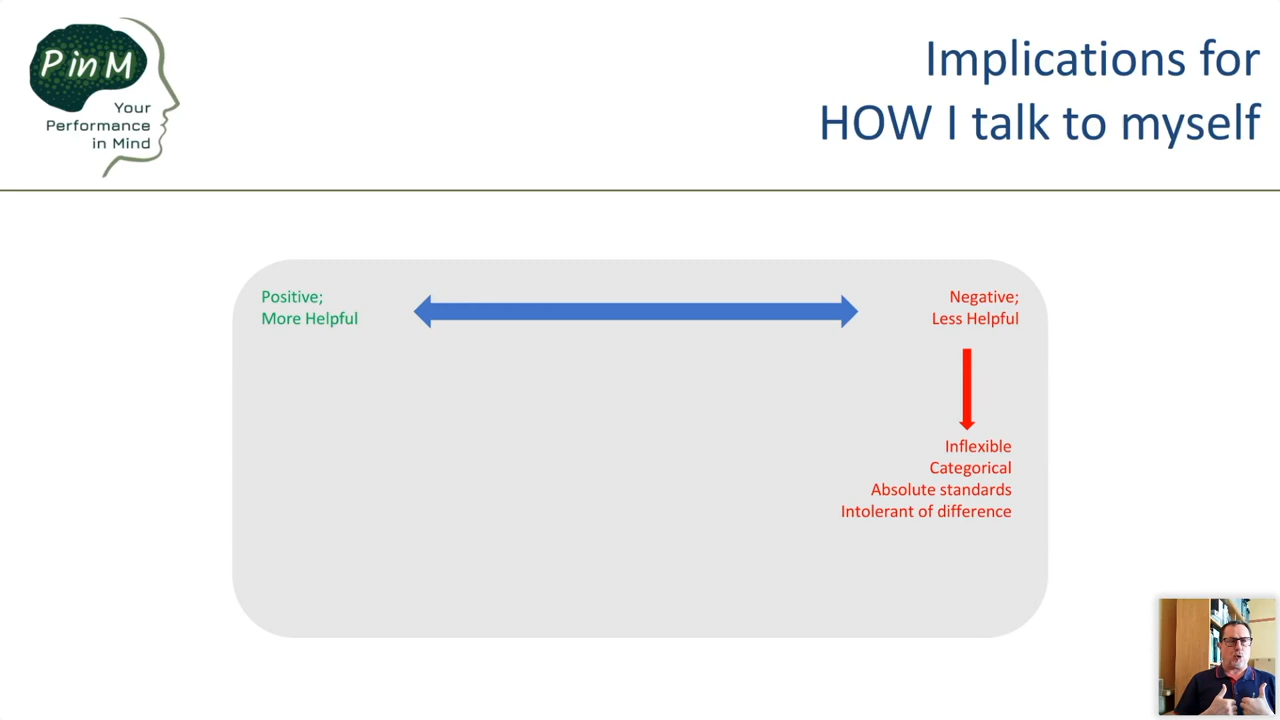 P in M
Your
Performance
in Mind
Implications for
HOW I talk to myself
Positive;
More Helpful
Negative;
Less Helpful
Inflexible
Categorical
Absolute standards
Intolerant of difference